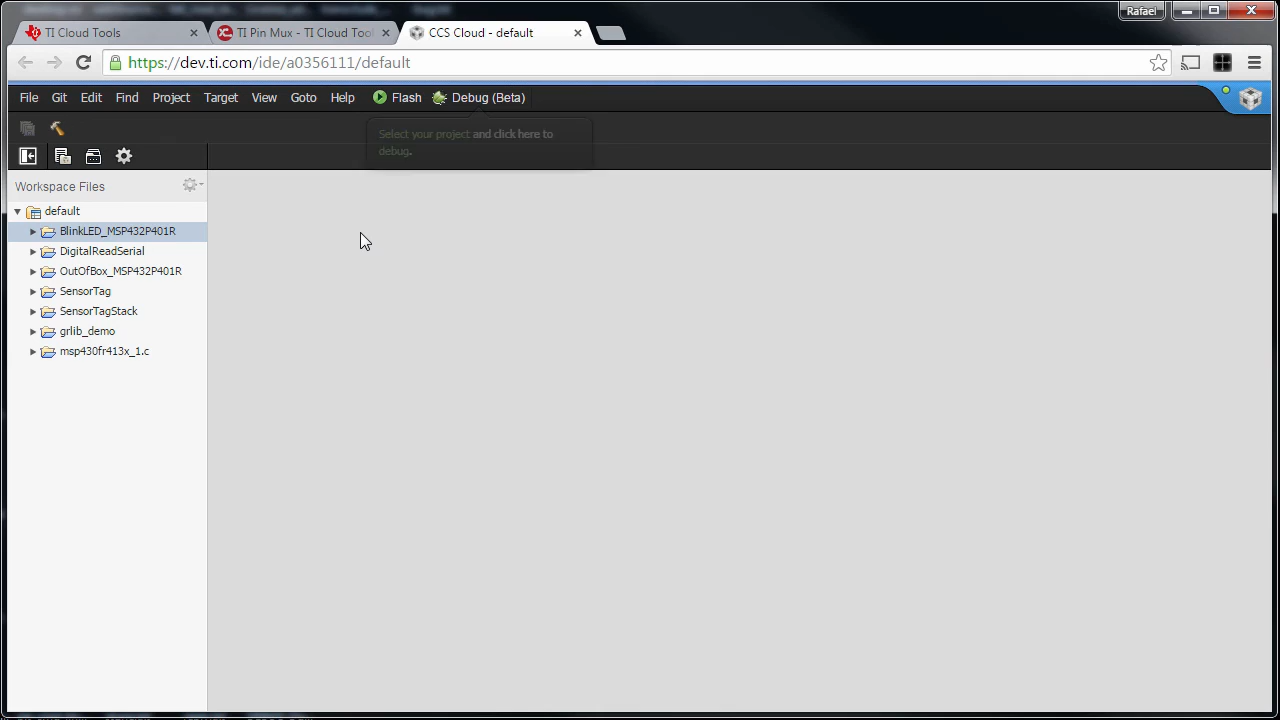 Rafael
TI Cloud Tools
TI Pin Mux - TI Cloud Tool
CCS Cloud - default
https://dev.ti.com/ide/a0356111/default
File Git Edit Find Project Target View Goto Help Flash Debug (Beta)
Select your project and click here to
debug.
Workspace Files
default
BlinkLED_MSP432P401R
DigitalReadSerial
OutOfBox_MSP432P401R
SensorTag
SensorTagStack
grlib_demo
msp430fr413x_1.c